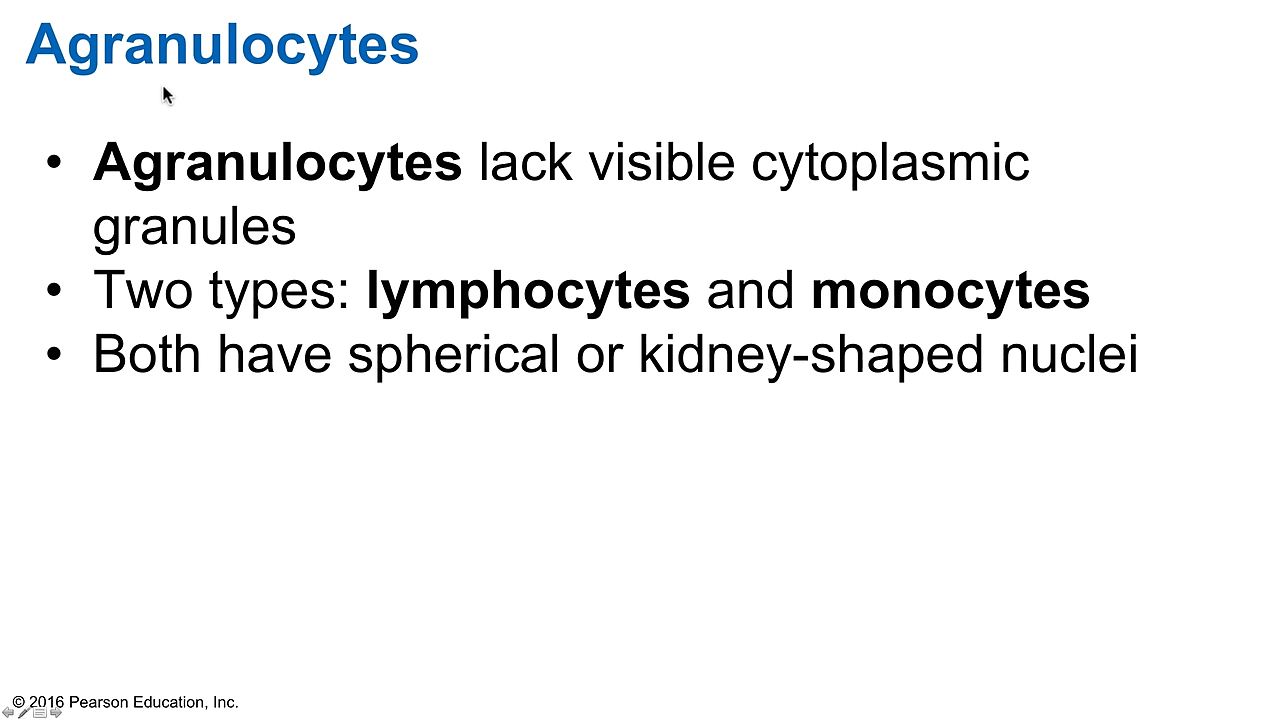 Agranulocytes
• Agranulocytes lack visible cytoplasmic
granules
• Two types: lymphocytes and monocytes
• Both have spherical or kidney-shaped nuclei
© 2016 Pearson Education, Inc.